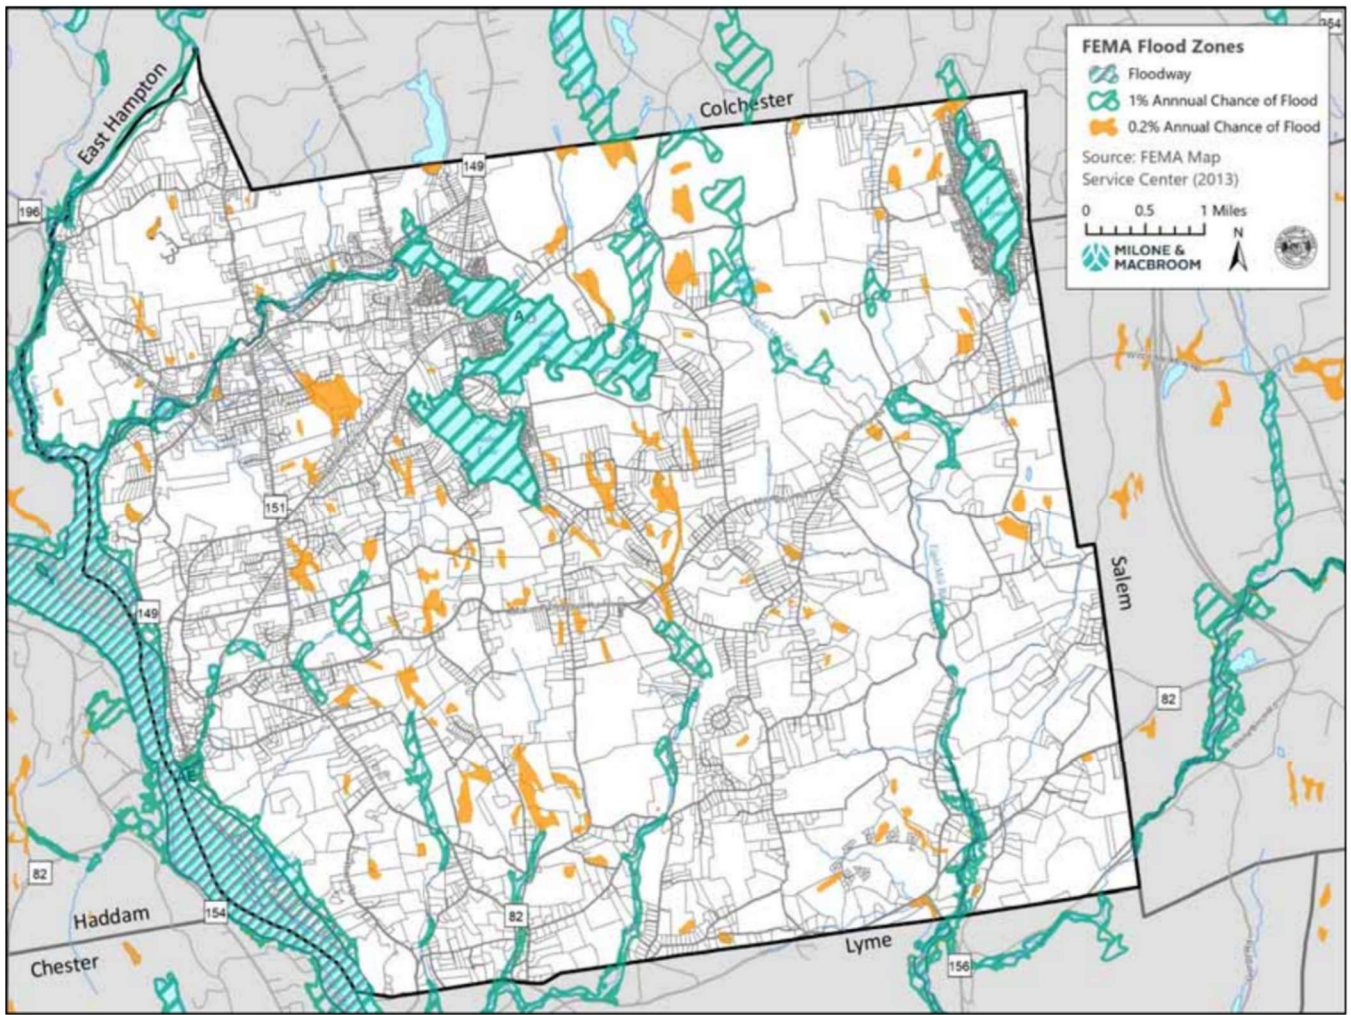 354
FEMA Flood Zones
Floodway
1% Annnual Chance of Flood
0.2% Annual Chance of Flood
Source: FEMA Map
Service Center (2013)
0 0.5 1 Miles
N
MILONE &
MACBROOM
East Hampton
Colchester
149
196
A
151
149
Salem
82
82
Haddam
154
82
Chester
Lyme
156